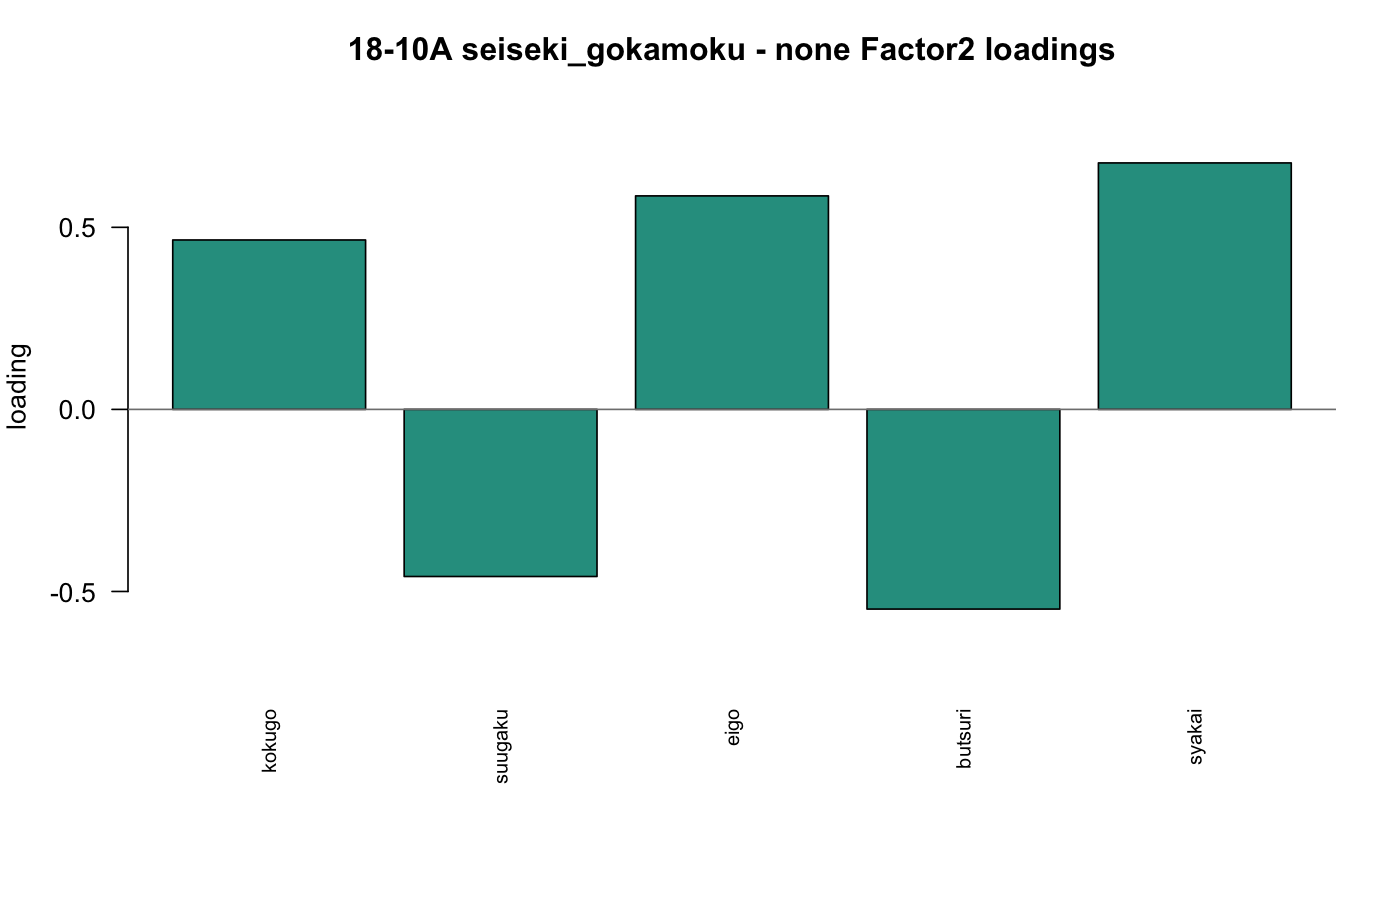 18-10A seiseki_gokamoku - none Factor2 loadings
loading
0.5
0.0
-0.5
kokugo
suugaku
eigo
butsuri
syakai